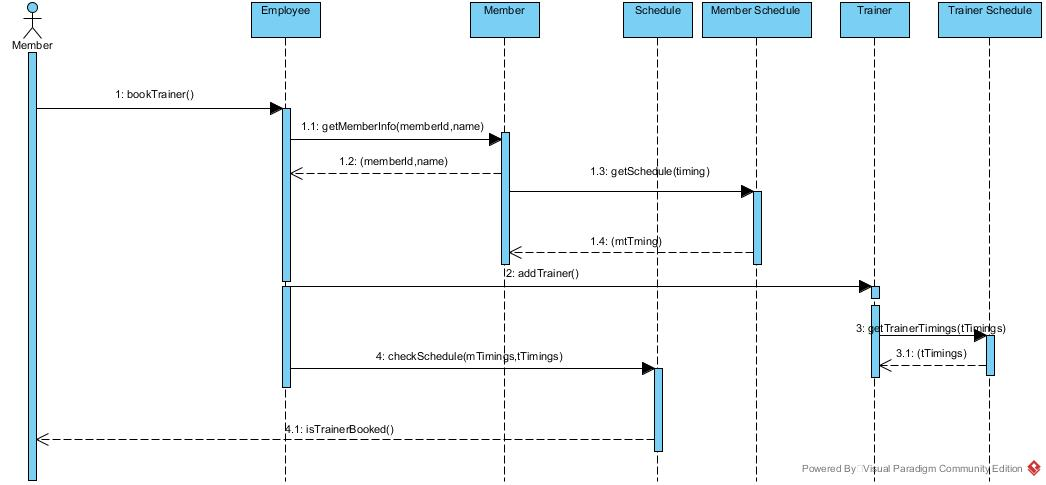 Employee
Member
Schedule
Member Schedule
Trainer
Trainer Schedule
Member
1: bookTrainer()
1.1: getMemberInfo(memberId,name)
1.2: (memberId,name)
1.3: getSchedule(timing)
1.4: (mtTming)
2: addTrainer()
3: getTrainerTimings(tTimings)
3.1: (tTimings)
4: checkSchedule(mTimings,tTimings)
4.1: isTrainerBooked()
Powered By Visual Paradigm Community Edition